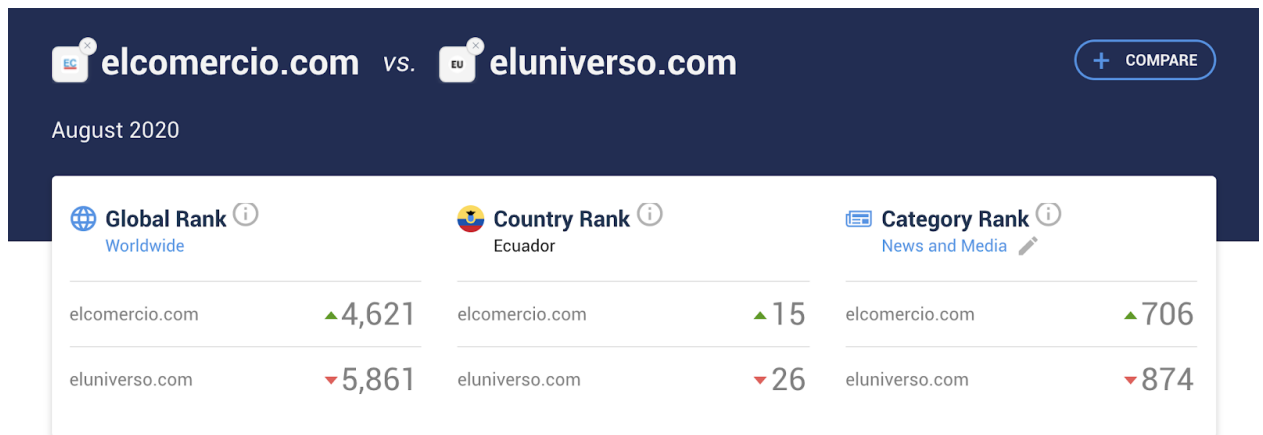 EC elcomercio.com vs. EU eluniverso.com
+ COMPARE
August 2020
Global Rank
Worldwide
elcomercio.com 4,621
eluniverso.com 5,861
Country Rank
Ecuador
elcomercio.com 15
eluniverso.com 26
Category Rank
News and Media
elcomercio.com 706
eluniverso.com 874